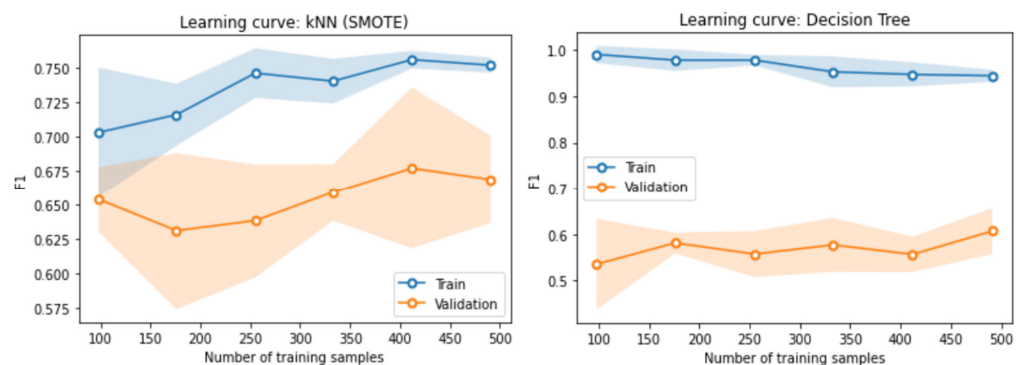 Learning curve: kNN (SMOTE)
F1
0.750
0.725
0.700
0.675
0.650
0.625
0.600
0.575
Train
Validation
100 150 200 250 300 350 400 450 500
Number of training samples
Learning curve: Decision Tree
F1
1.0
0.9
0.8
0.7
0.6
0.5
Train
Validation
100 150 200 250 300 350 400 450 500
Number of training samples